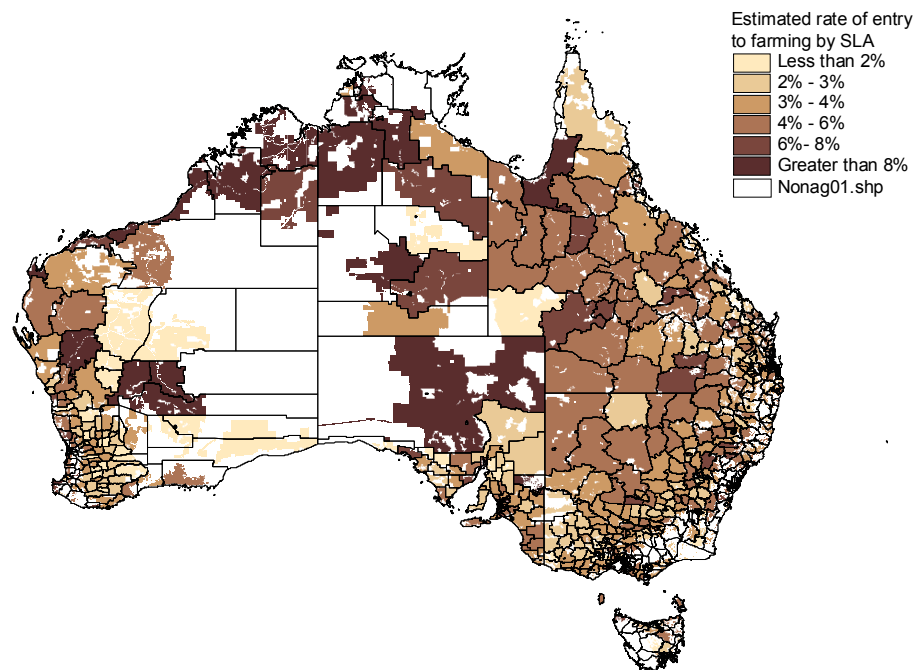 Estimated rate of entry
to farming by SLA
Less than 2%
2% - 3%
3% - 4%
4% - 6%
6%- 8%
Greater than 8%
Nonag01.shp